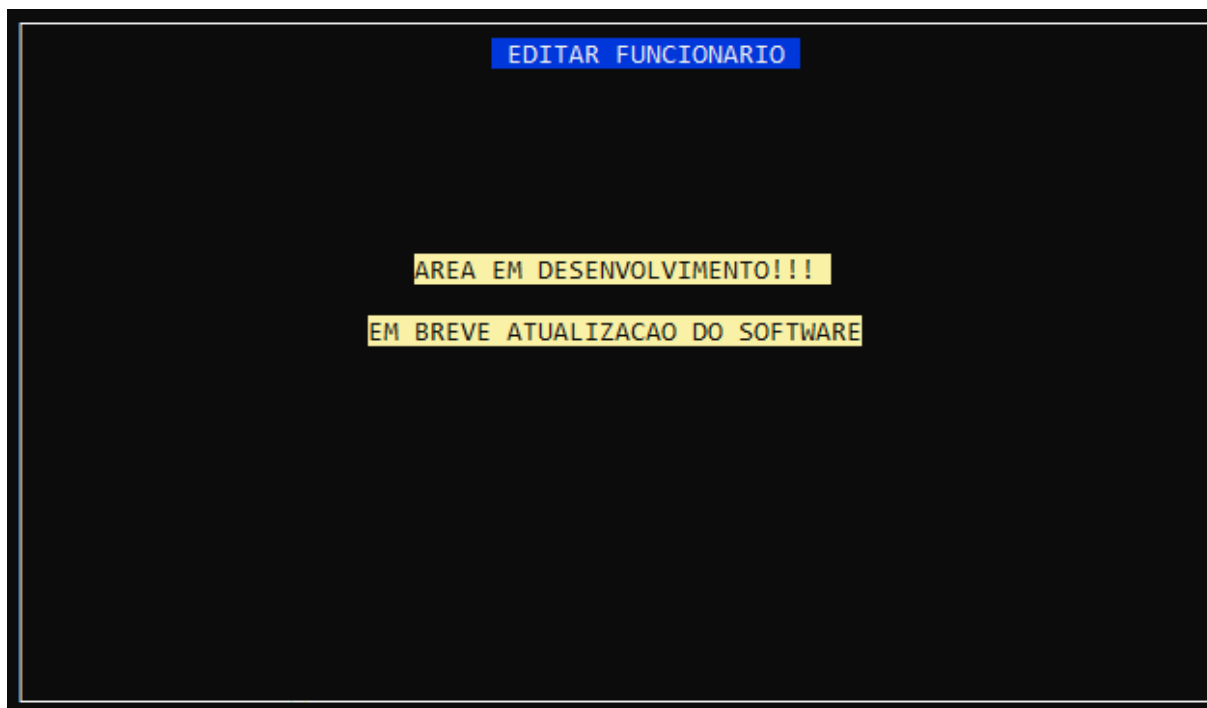 EDITAR FUNCIONARIO
AREA EM DESENVOLVIMENTO!!!
EM BREVE ATUALIZACAO DO SOFTWARE